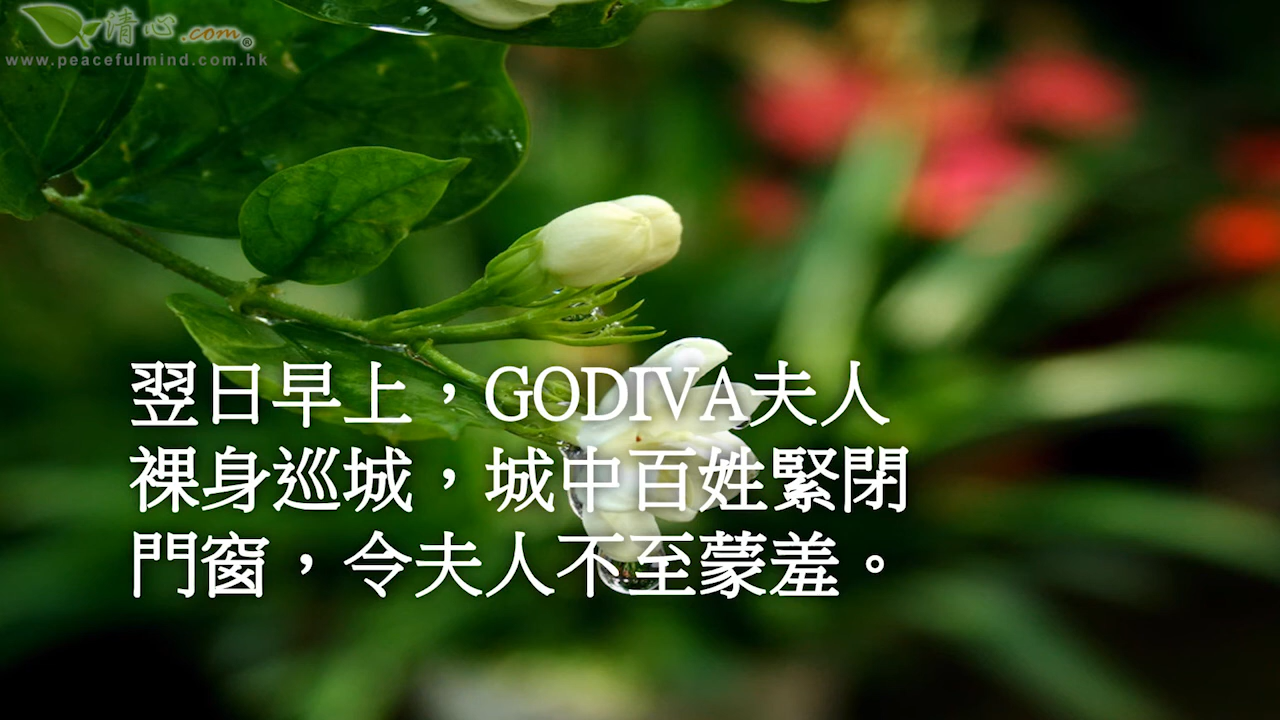 清心.com®
www.peacefulmind.com.hk
翌日早上，GODIVA夫人
裸身巡城，城中百姓緊閉
門窗，令夫人不至蒙羞。